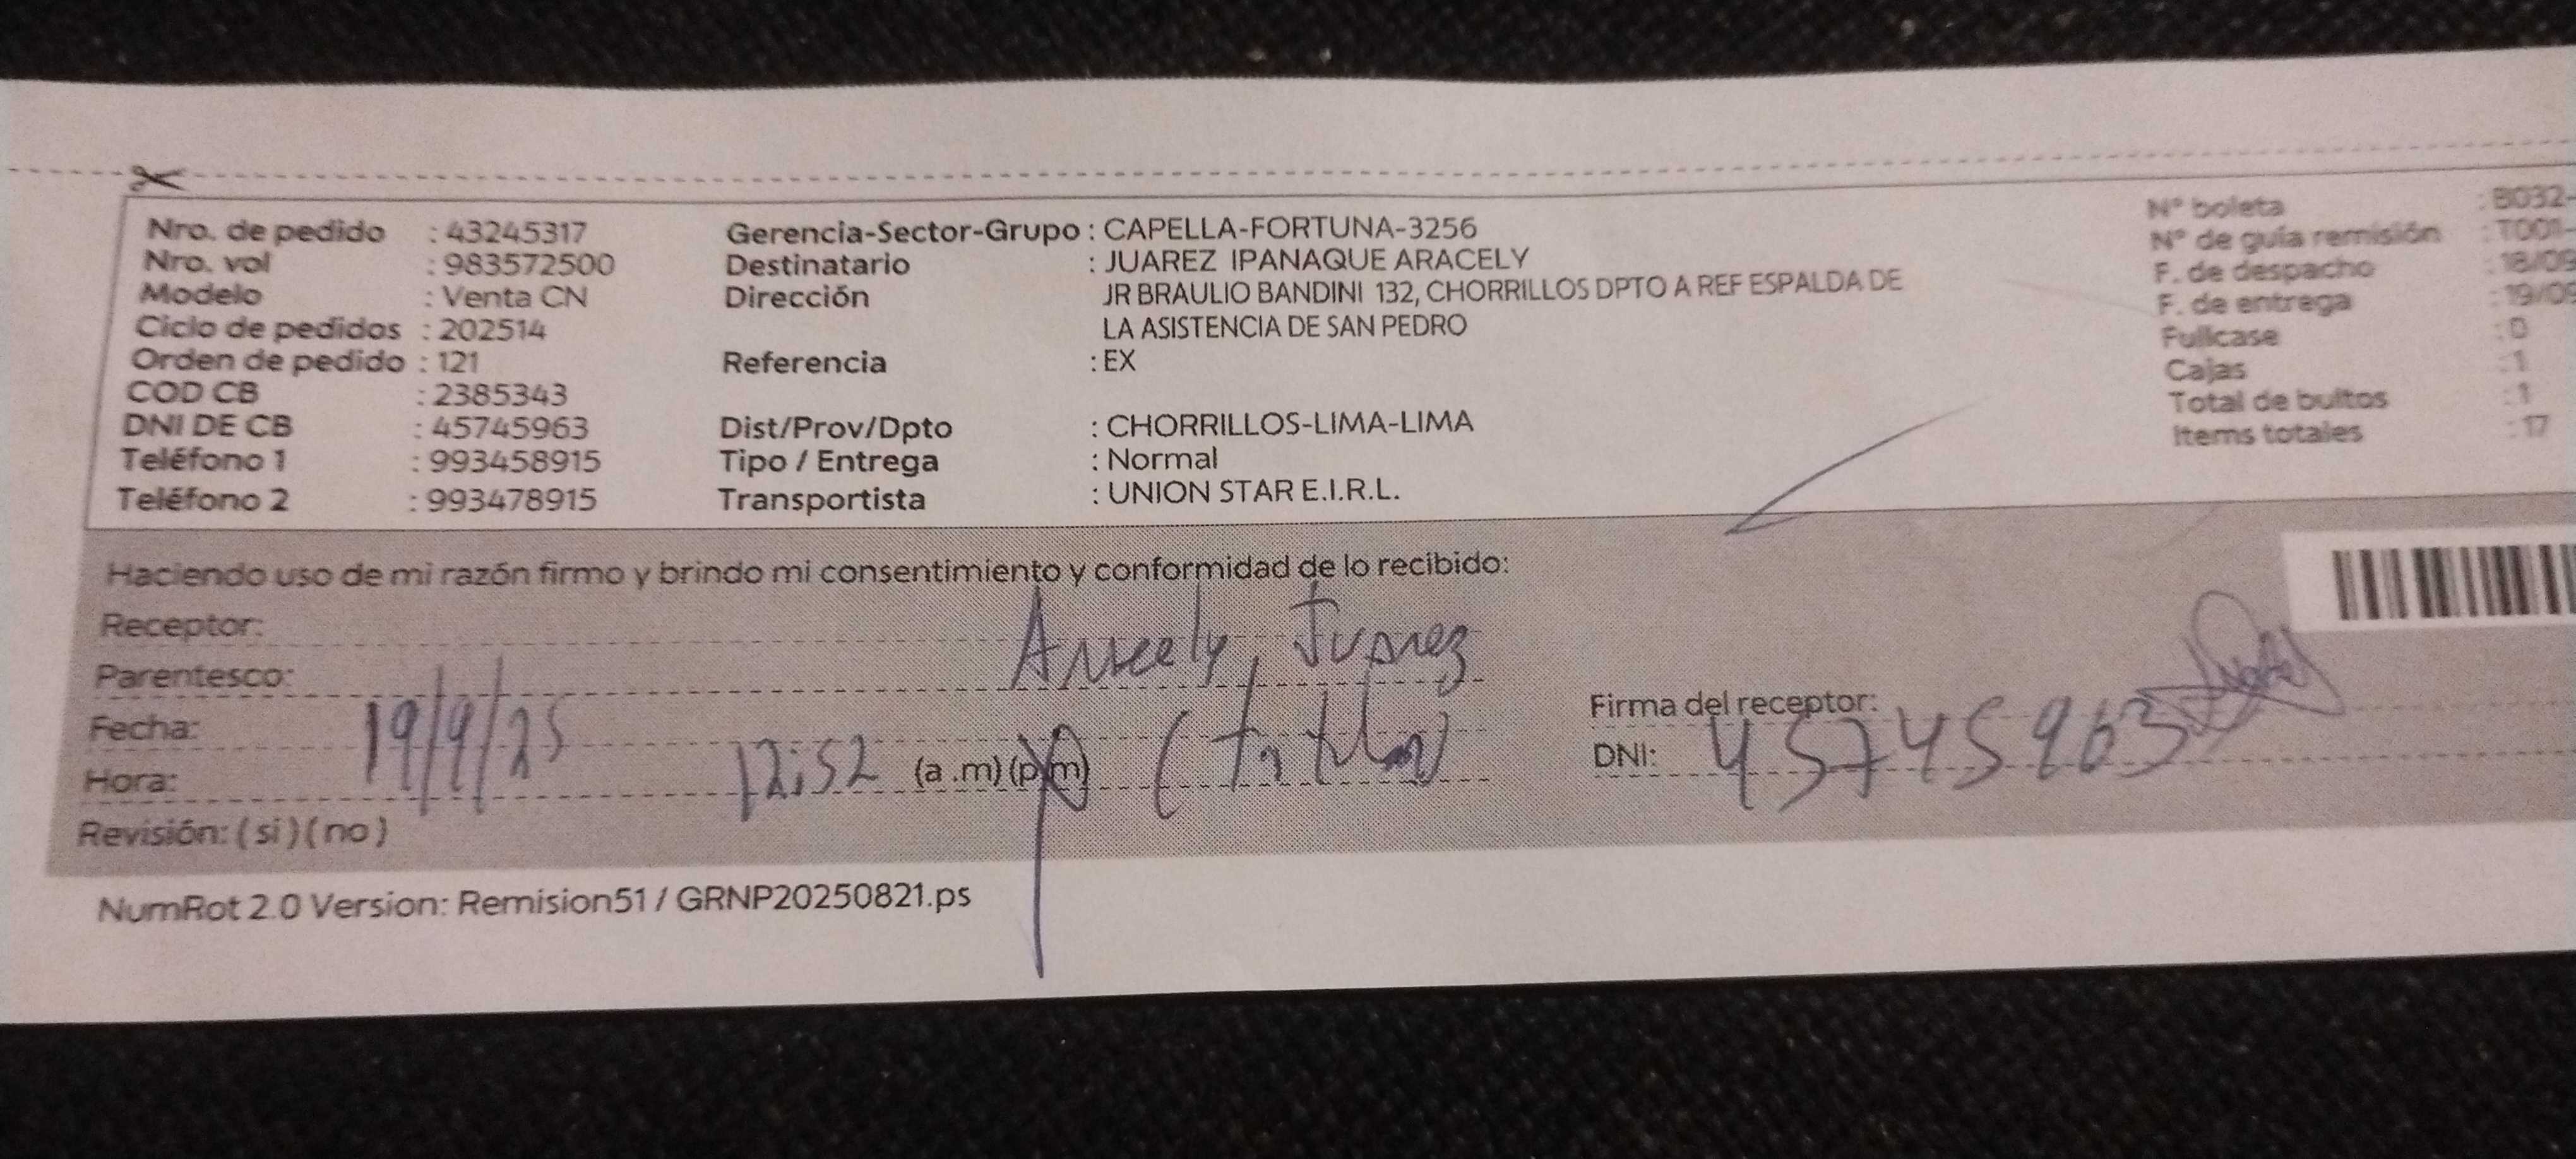 Nro. de pedido : 43245317 Gerencia-Sector-Grupo : CAPELLA-FORTUNA-3256 N° boleta : B032-
Nro. vol : 983572500 Destinatario : JUAREZ IPANAQUE ARACELY N° de guía remisión : T001-
Modelo : Venta CN Dirección JR BRAULIO BANDINI 132, CHORRILLOS DPTO A REF ESPALDA DE F. de despacho : 18/09
Ciclo de pedidos : 202514 LA ASISTENCIA DE SAN PEDRO F. de entrega : 19/09
Orden de pedido : 121 Referencia : EX Fullcase : 0
COD CB : 2385343 Cajas : 1
DNI DE CB : 45745963 Dist/Prov/Dpto : CHORRILLOS-LIMA-LIMA Total de bultos : 1
Teléfono 1 : 993458915 Tipo / Entrega : Normal Items totales : 17
Teléfono 2 : 993478915 Transportista : UNION STAR E.I.R.L.
Haciendo uso de mi razón firmo y brindo mi consentimiento y conformidad de lo recibido:
Receptor: Aracely Juarez
Parentesco:
Firma del receptor:
Fecha: 19/9/25
Hora: 12:52 (a .m) (p.m) DNI: 45745963
Revisión: ( si ) ( no )
NumRot 2.0 Version: Remision51 / GRNP20250821.ps